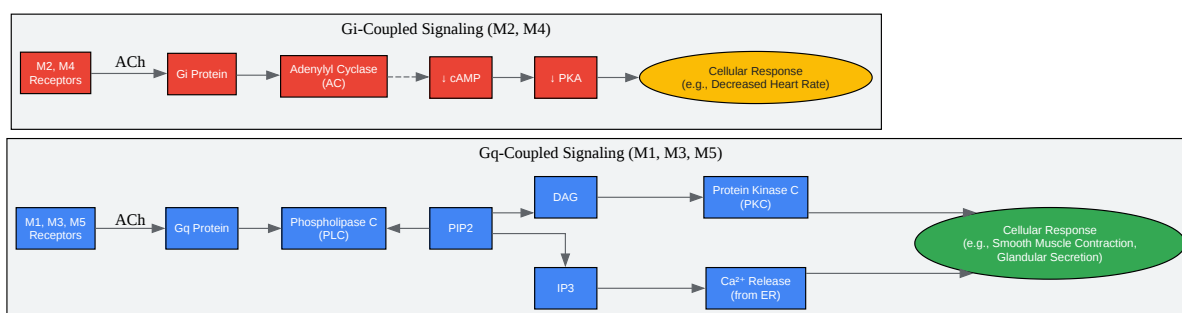 Gi-Coupled Signaling (M2, M4)
M2, M4
Receptors
ACh
Gi Protein
Adenylyl Cyclase
(AC)
↓ cAMP
↓ PKA
Cellular Response
(e.g., Decreased Heart Rate)
Gq-Coupled Signaling (M1, M3, M5)
M1, M3, M5
Receptors
ACh
Gq Protein
Phospholipase C
(PLC)
PIP2
DAG
Protein Kinase C
(PKC)
IP3
Ca²⁺ Release
(from ER)
Cellular Response
(e.g., Smooth Muscle Contraction,
Glandular Secretion)